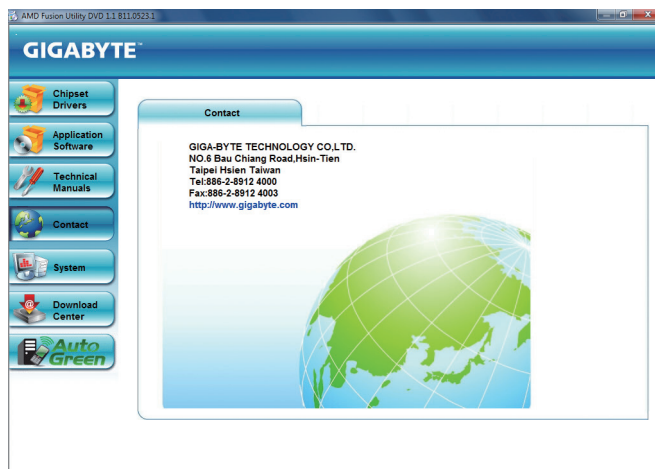 AMD Fusion Utility DVD 1.1 B11.0523.1
GIGABYTE™
Chipset
Drivers
Application
Software
Technical
Manuals
Contact
System
Download
Center
Auto
Green
Contact
GIGA-BYTE TECHNOLOGY CO,LTD.
NO.6 Bau Chiang Road,Hsin-Tien
Taipei Hsien Taiwan
Tel:886-2-8912 4000
Fax:886-2-8912 4003
http://www.gigabyte.com